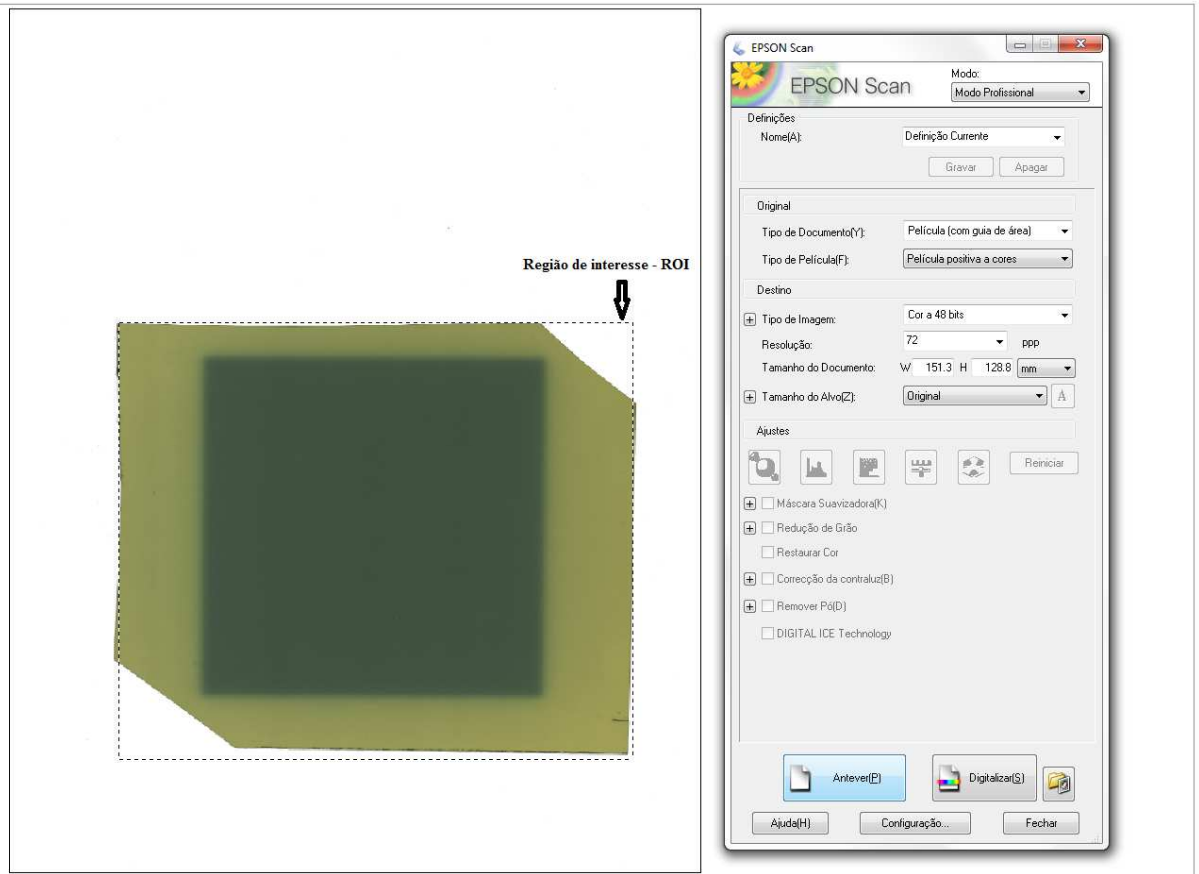 Região de interesse - ROI
EPSON Scan
EPSON Scan
Modo:
Modo Profissional
Definições
Nome(A):
Definição Currente
Gravar
Apagar
Original
Tipo de Documento(Y):
Película (com guia de área)
Tipo de Película(F):
Película positiva a cores
Destino
Tipo de Imagem:
Cor a 48 bits
Resolução:
72
ppp
Tamanho do Documento:
W 151.3 H 128.8 mm
Tamanho do Alvo(Z):
Original
A
Ajustes
Reiniciar
Máscara Suavizadora(K)
Redução de Grão
Restaurar Cor
Correcção da contraluz(B)
Remover Pó(D)
DIGITAL ICE Technology
Antever(P)
Digitalizar(S)
Ajuda(H)
Configuração...
Fechar